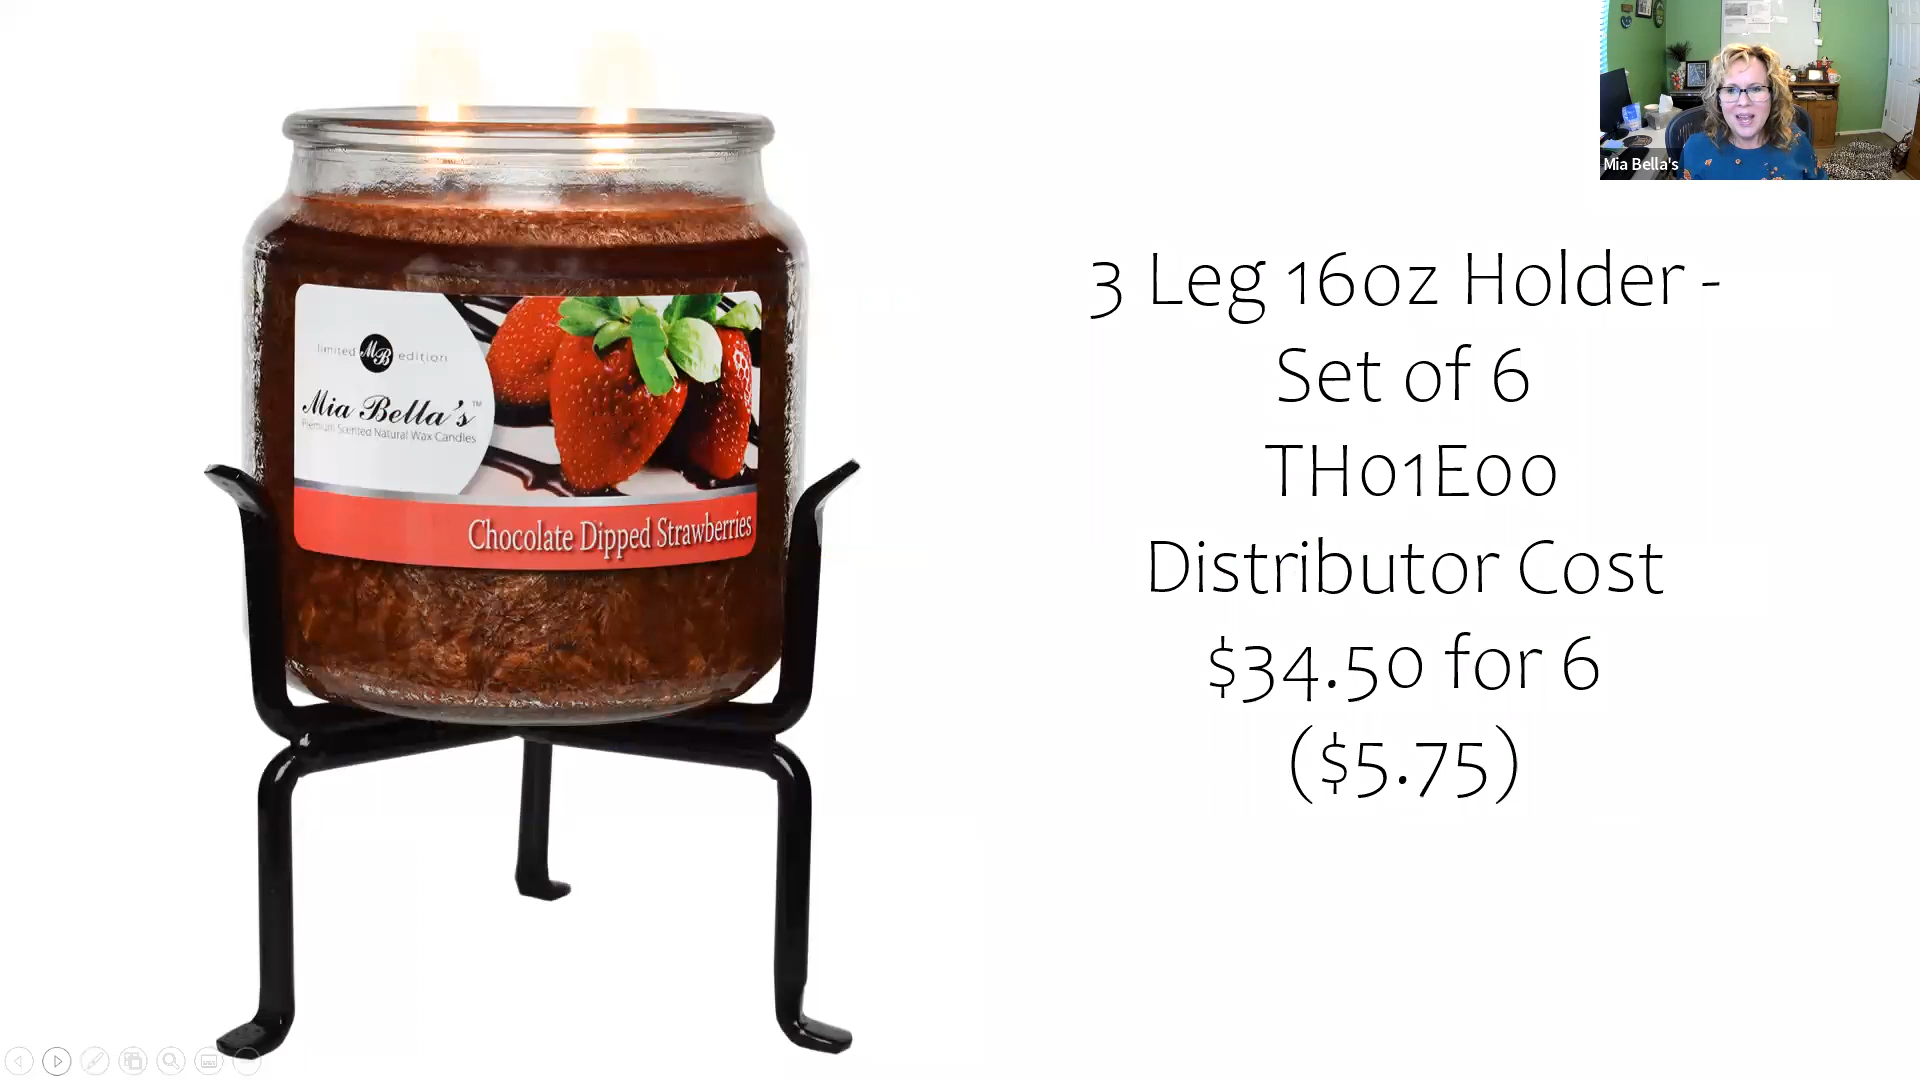 limited MB edition
Mia Bella's™
Premium Scented Natural Wax Candles
Chocolate Dipped Strawberries
3 Leg 16oz Holder -
Set of 6
TH01E00
Distributor Cost
$34.50 for 6
($5.75)
Mia Bella's